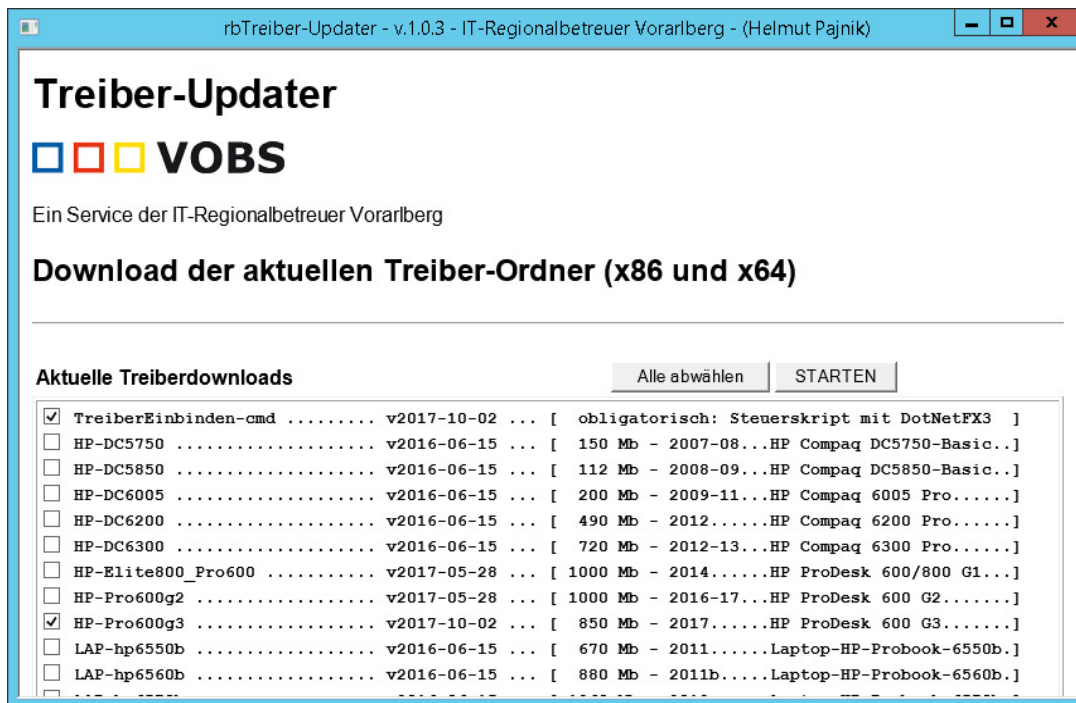 rbTreiber-Updater - v.1.0.3 - IT-Regionalbetreuer Vorarlberg - (Helmut Pajnik)
Treiber-Updater
VOBS
Ein Service der IT-Regionalbetreuer Vorarlberg
Download der aktuellen Treiber-Ordner (x86 und x64)
Aktuelle Treiberdownloads Alle abwählen STARTEN
TreiberEinbinden-cmd ......... v2017-10-02 ... [ obligatorisch: Steuerskript mit DotNetFX3 ]
HP-DC5750 .................... v2016-06-15 ... [ 150 Mb - 2007-08...HP Compaq DC5750-Basic..]
HP-DC5850 .................... v2016-06-15 ... [ 112 Mb - 2008-09...HP Compaq DC5850-Basic..]
HP-DC6005 .................... v2016-06-15 ... [ 200 Mb - 2009-11...HP Compaq 6005 Pro......]
HP-DC6200 .................... v2016-06-15 ... [ 490 Mb - 2012......HP Compaq 6200 Pro.....]
HP-DC6300 .................... v2016-06-15 ... [ 720 Mb - 2012-13...HP Compaq 6300 Pro......]
HP-Elite800_Pro600 ........... v2017-05-28 ... [ 1000 Mb - 2014......HP ProDesk 600/800 G1...]
HP-Pro600g2 .................. v2017-05-28 ... [ 1000 Mb - 2016-17...HP ProDesk 600 G2.......]
HP-Pro600g3 .................. v2017-10-02 ... [ 850 Mb - 2017......HP ProDesk 600 G3.......]
LAP-hp6550b .................. v2016-06-15 ... [ 670 Mb - 2011......Laptop-HP-Probook-6550b.]
LAP-hp6560b .................. v2016-06-15 ... [ 880 Mb - 2011b.....Laptop-HP-Probook-6560b.]